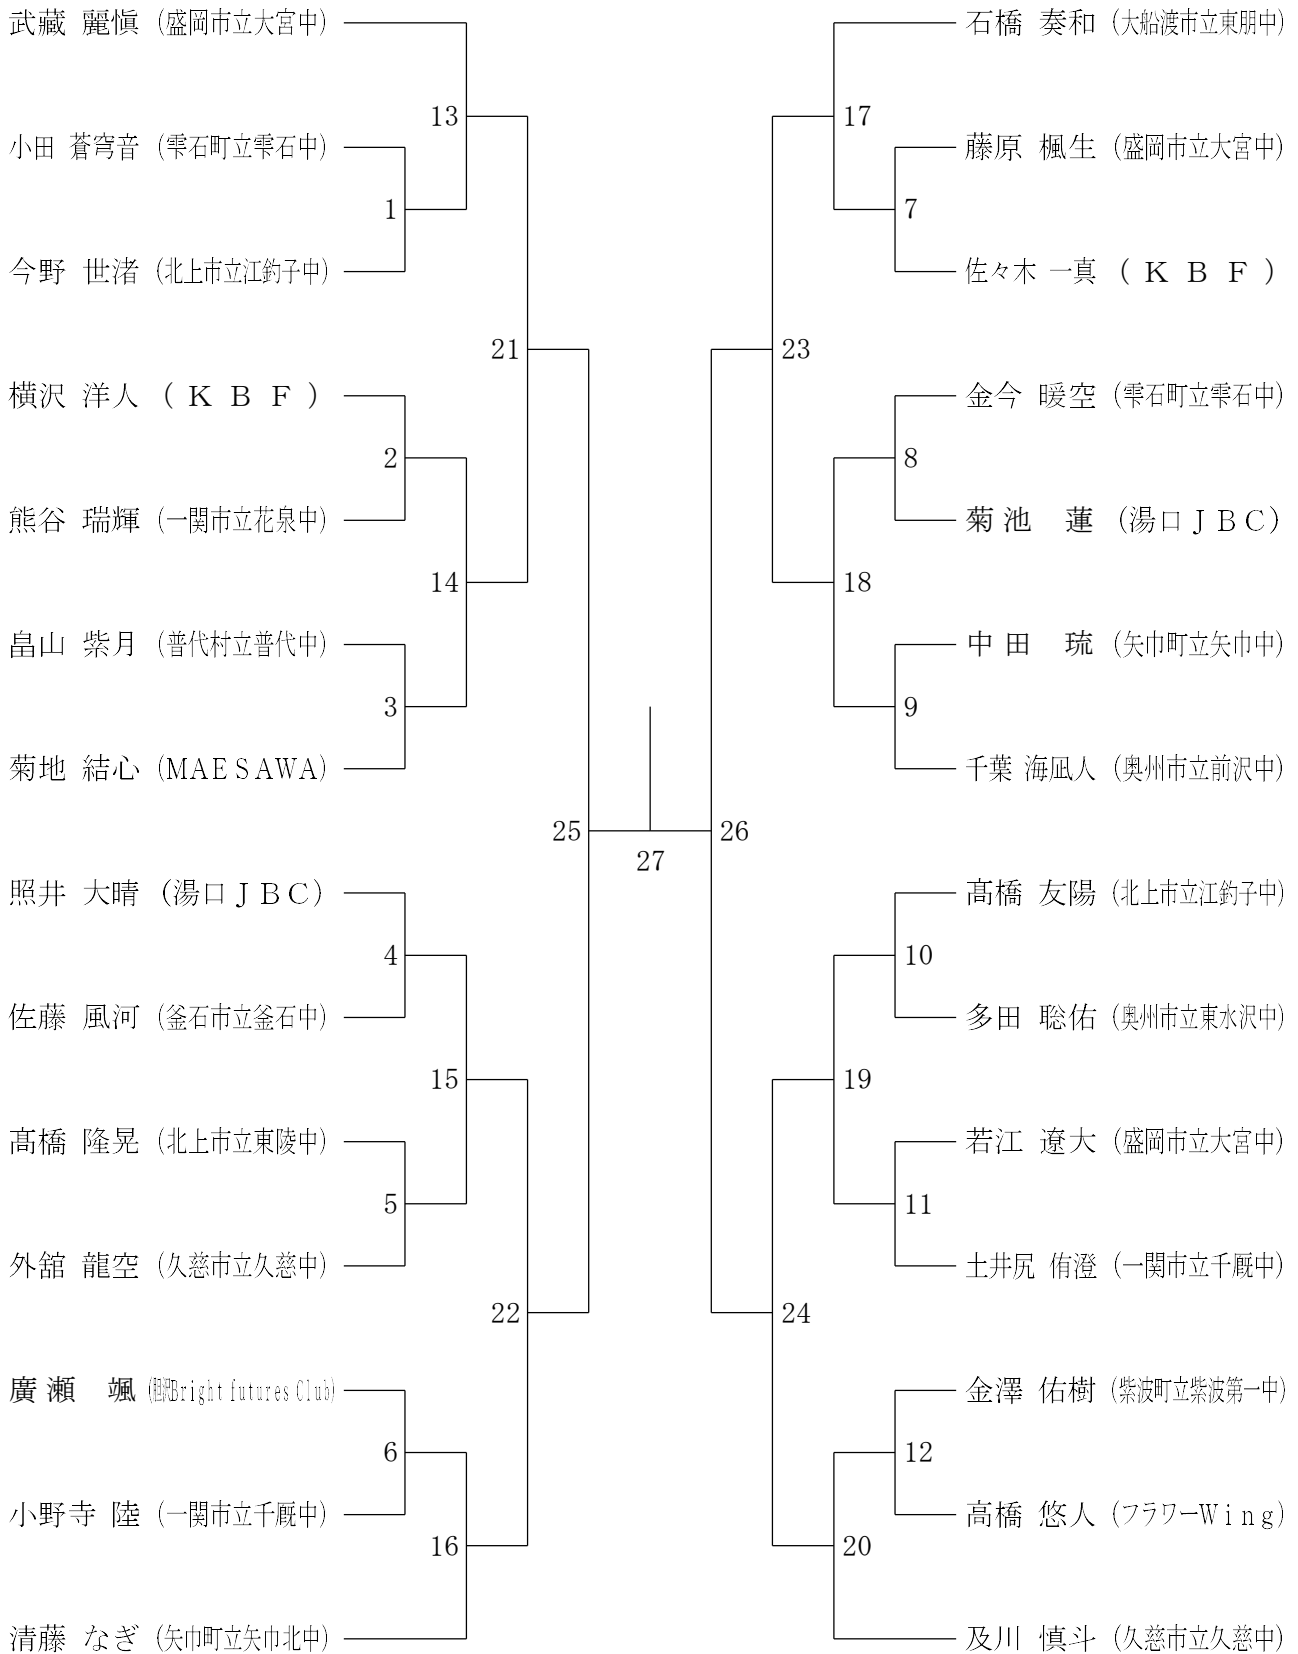 武藏 麗愼 (盛岡市立大宮中)
13
小田 蒼穹音 (雫石町立雫石中)
1
今野 世渚 (北上市立江釣子中)
21
横沢 洋人 (ＫＢＦ)
2
熊谷 瑞輝 (一関市立花泉中)
14
畠山 紫月 (普代村立普代中)
3
菊地 結心 (MAESAWA)
25
照井 大晴 (湯口ＪＢＣ)
4
佐藤 風河 (釜石市立釜石中)
15
髙橋 隆晃 (北上市立東陵中)
5
外舘 龍空 (久慈市立久慈中)
22
廣瀬 颯 (胆沢Bright futures Club)
6
小野寺 陸 (一関市立千厩中)
16
清藤 なぎ (矢巾町立矢巾北中)
27
石橋 奏和 (大船渡市立東朋中)
17
藤原 楓生 (盛岡市立大宮中)
7
佐々木 一真 (ＫＢＦ)
23
金今 暖空 (雫石町立雫石中)
8
菊池 蓮 (湯口ＪＢＣ)
18
中田 琉 (矢巾町立矢巾中)
9
千葉 海凪人 (奥州市立前沢中)
26
髙橋 友陽 (北上市立江釣子中)
10
多田 聡佑 (奥州市立東水沢中)
19
若江 遼大 (盛岡市立大宮中)
11
土井尻 侑澄 (一関市立千厩中)
24
金澤 佑樹 (紫波町立紫波第一中)
12
高橋 悠人 (フラワーWing)
20
及川 慎斗 (久慈市立久慈中)